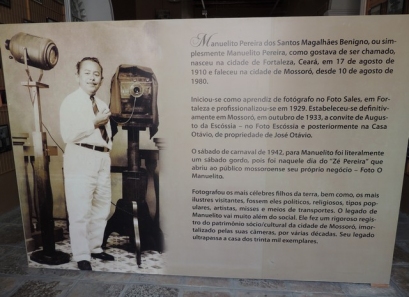 Manuelito Pereira dos Santos Magalhães Benigno, ou sim-
plesmente Manuelito Pereira, como gostava de ser chamado,
nasceu na cidade de Fortaleza, Ceará, em 17 de agosto de
1910 e faleceu na cidade de Mossoró, desde 10 de agosto de
1980.
Iniciou-se como aprendiz de fotógrafo no Foto Sales, em For-
taleza e profissionalizou-se em 1929. Estabeleceu-se definitiv-
amente em Mossoró, em outubro de 1933, a convite de Augus-
to da Escóssia – no Foto Escóssia e posteriormente na Casa
Otávio, de propriedade de José Otávio.
O sábado de carnaval de 1942, para Manuelito foi literalmente
um sábado gordo, pois foi naquele dia do "Zé Pereira" que
abriu ao público mossoroense seu próprio negócio – Foto O
Manuelito.
Fotografou os mais célebres filhos da terra, bem como, os mais
ilustres visitantes, fossem eles políticos, religiosos, tipos pop-
ulares, artistas, misses e meios de transportes. O legado de
Manuelito vai muito além do social. Ele fez um rigoroso regis-
tro do patrimônio sócio/cultural da cidade de Mossoró, imor-
talizado pelas suas câmeras, por várias décadas. Seu legado
ultrapassa a casa dos trinta mil exemplares.